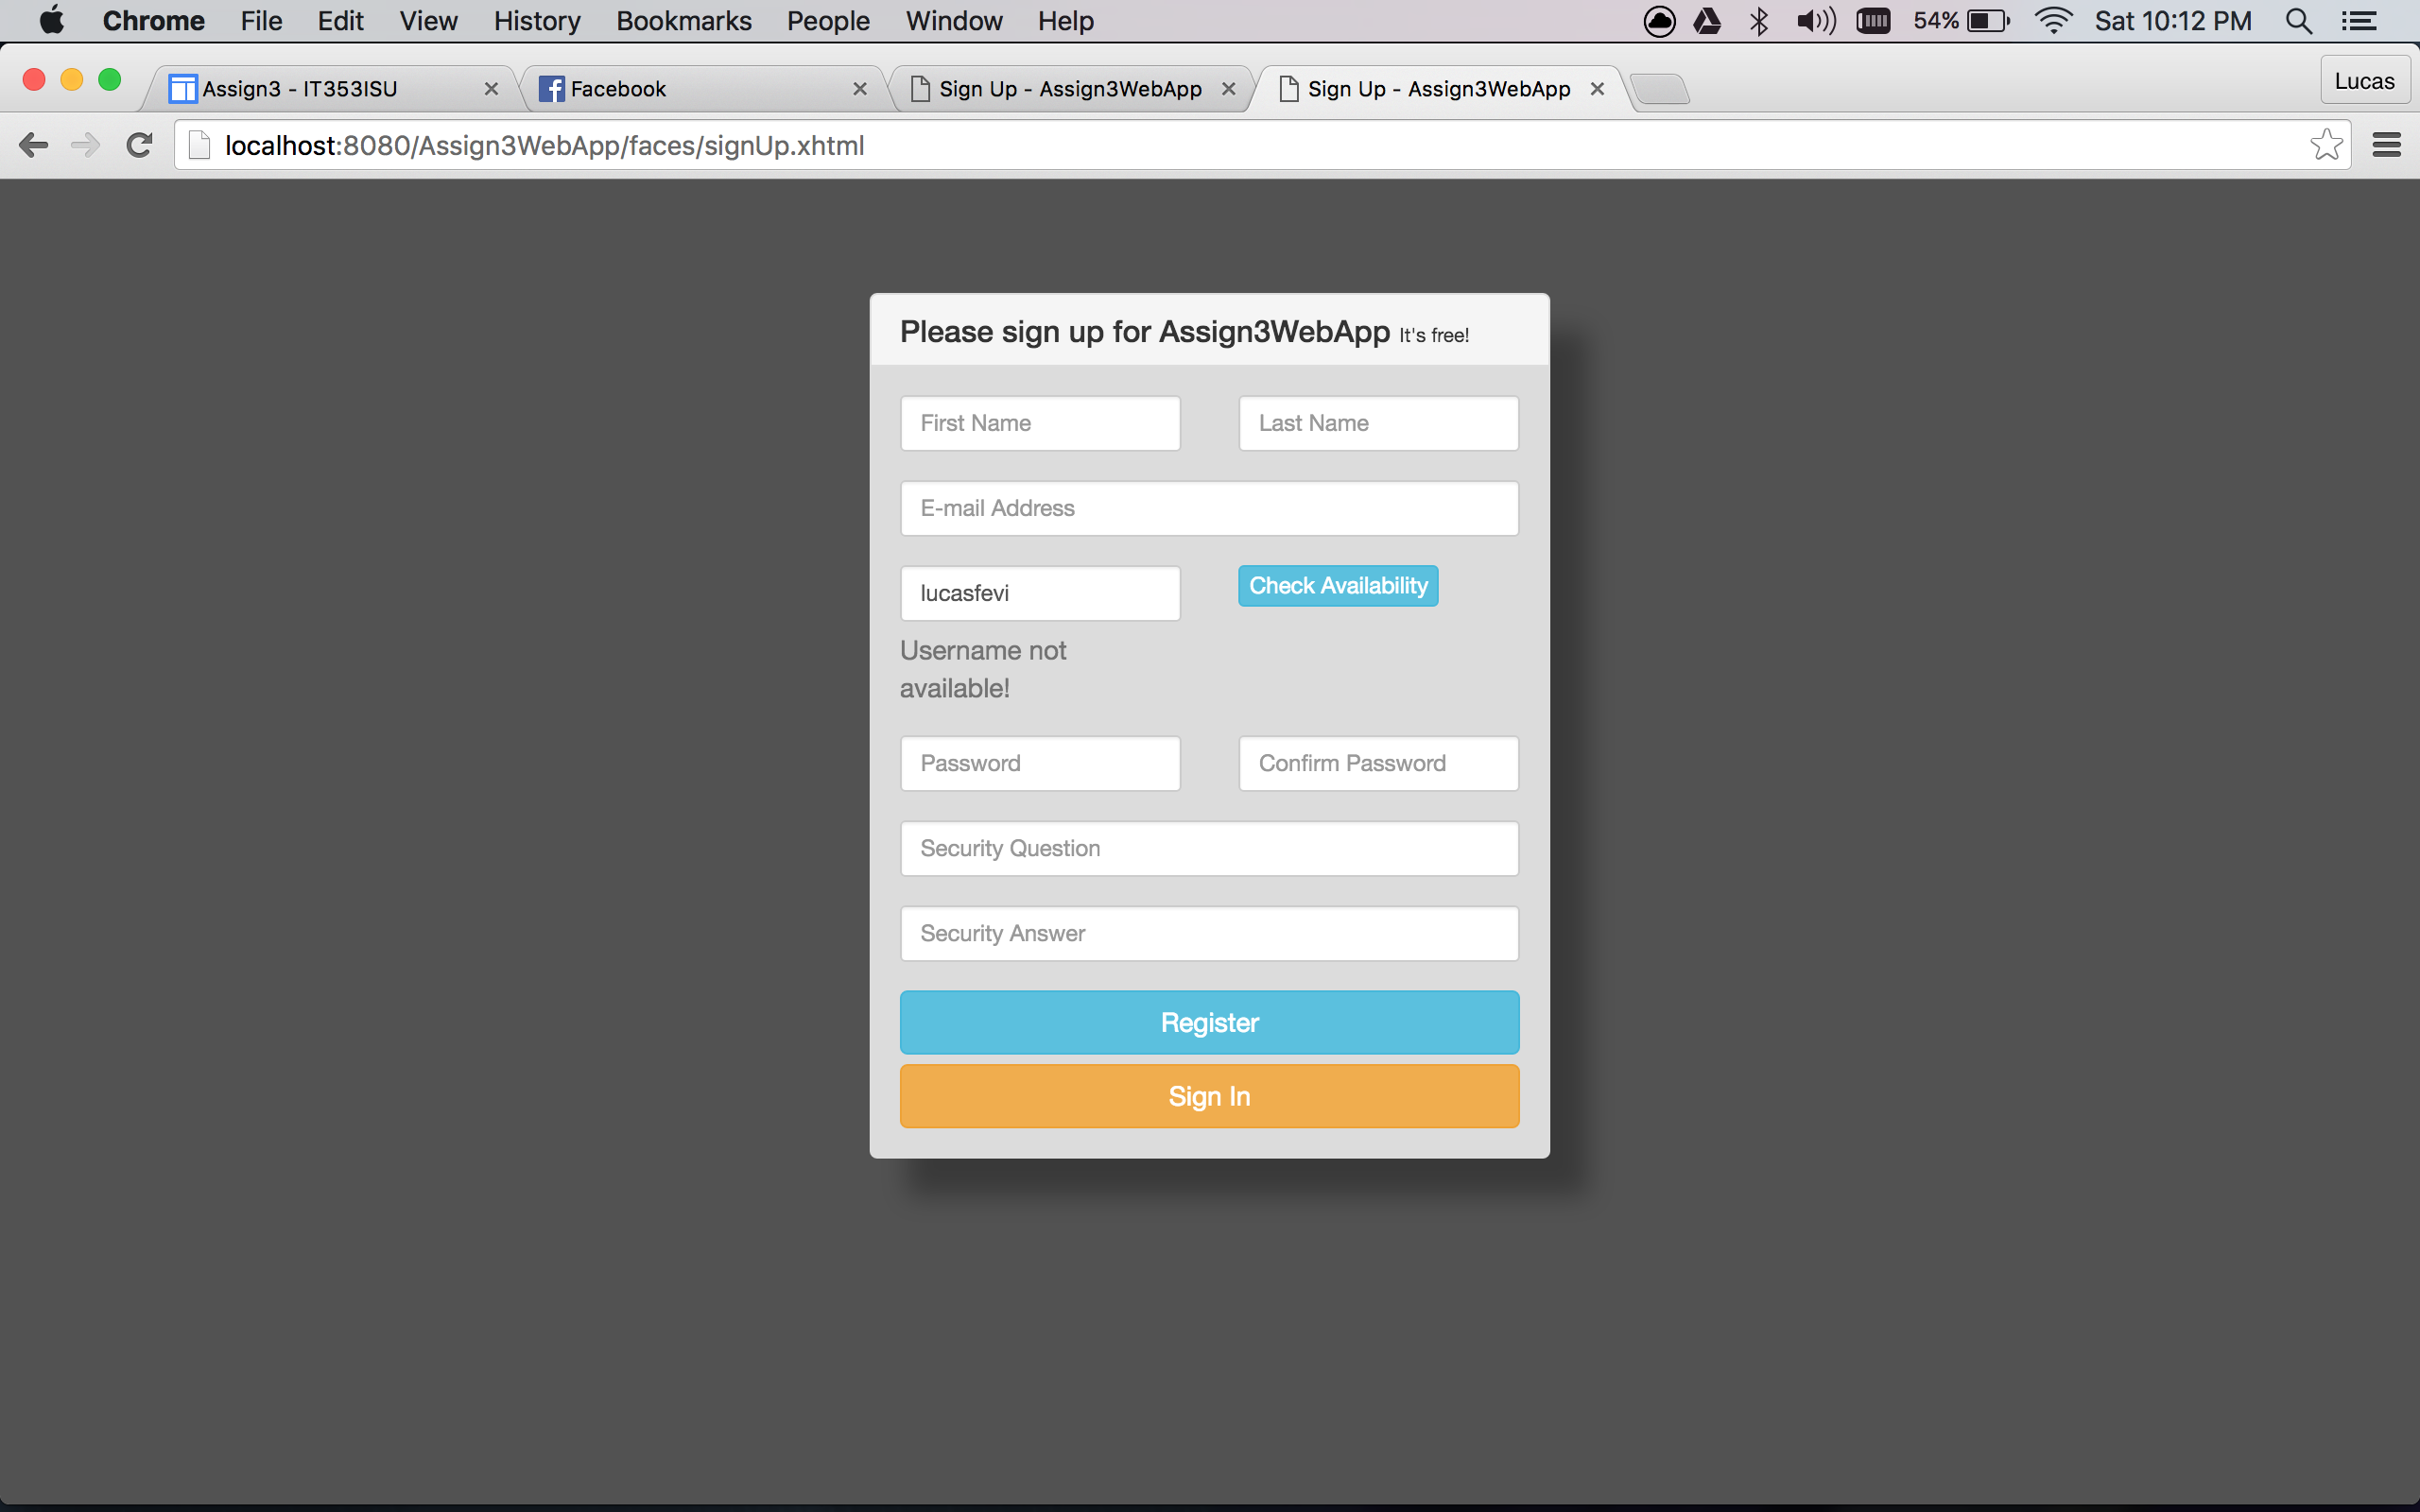 Chrome File Edit View History Bookmarks People Window Help 54% Sat 10:12 PM
Assign3 - IT353ISU Facebook Sign Up - Assign3WebApp Sign Up - Assign3WebApp Lucas
localhost:8080/Assign3WebApp/faces/signUp.xhtml
Please sign up for Assign3WebApp It's free!
First Name Last Name
E-mail Address
lucasfevi Check Availability
Username not
available!
Password Confirm Password
Security Question
Security Answer
Register
Sign In